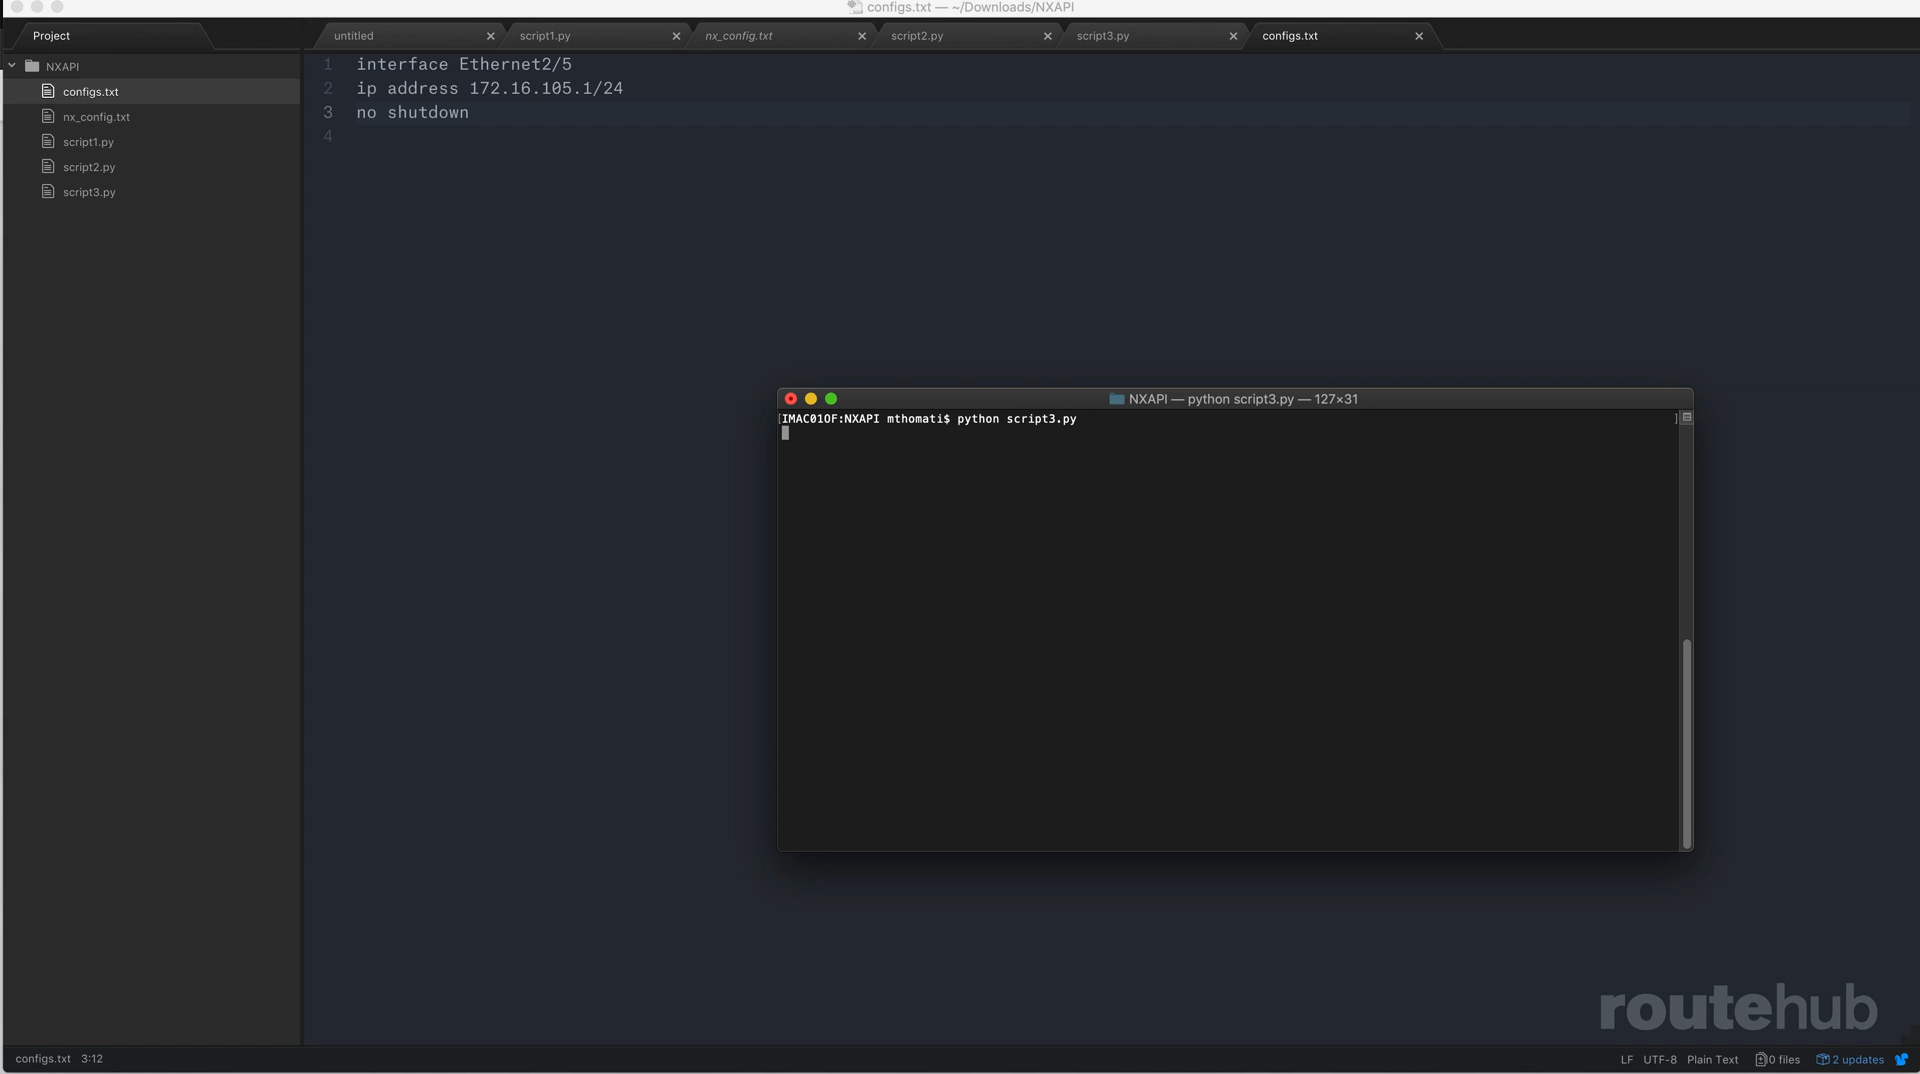 configs.txt — ~/Downloads/NXAPI
Project
untitled
script1.py
nx_config.txt
script2.py
script3.py
configs.txt
NXAPI
configs.txt
nx_config.txt
script1.py
script2.py
script3.py
1 interface Ethernet2/5
2 ip address 172.16.105.1/24
3 no shutdown
4
NXAPI — python script3.py — 127×31
[IMAC01OF:NXAPI mthomati$ python script3.py ]
routehub
configs.txt 3:12
LF UTF-8 Plain Text 0 files 2 updates